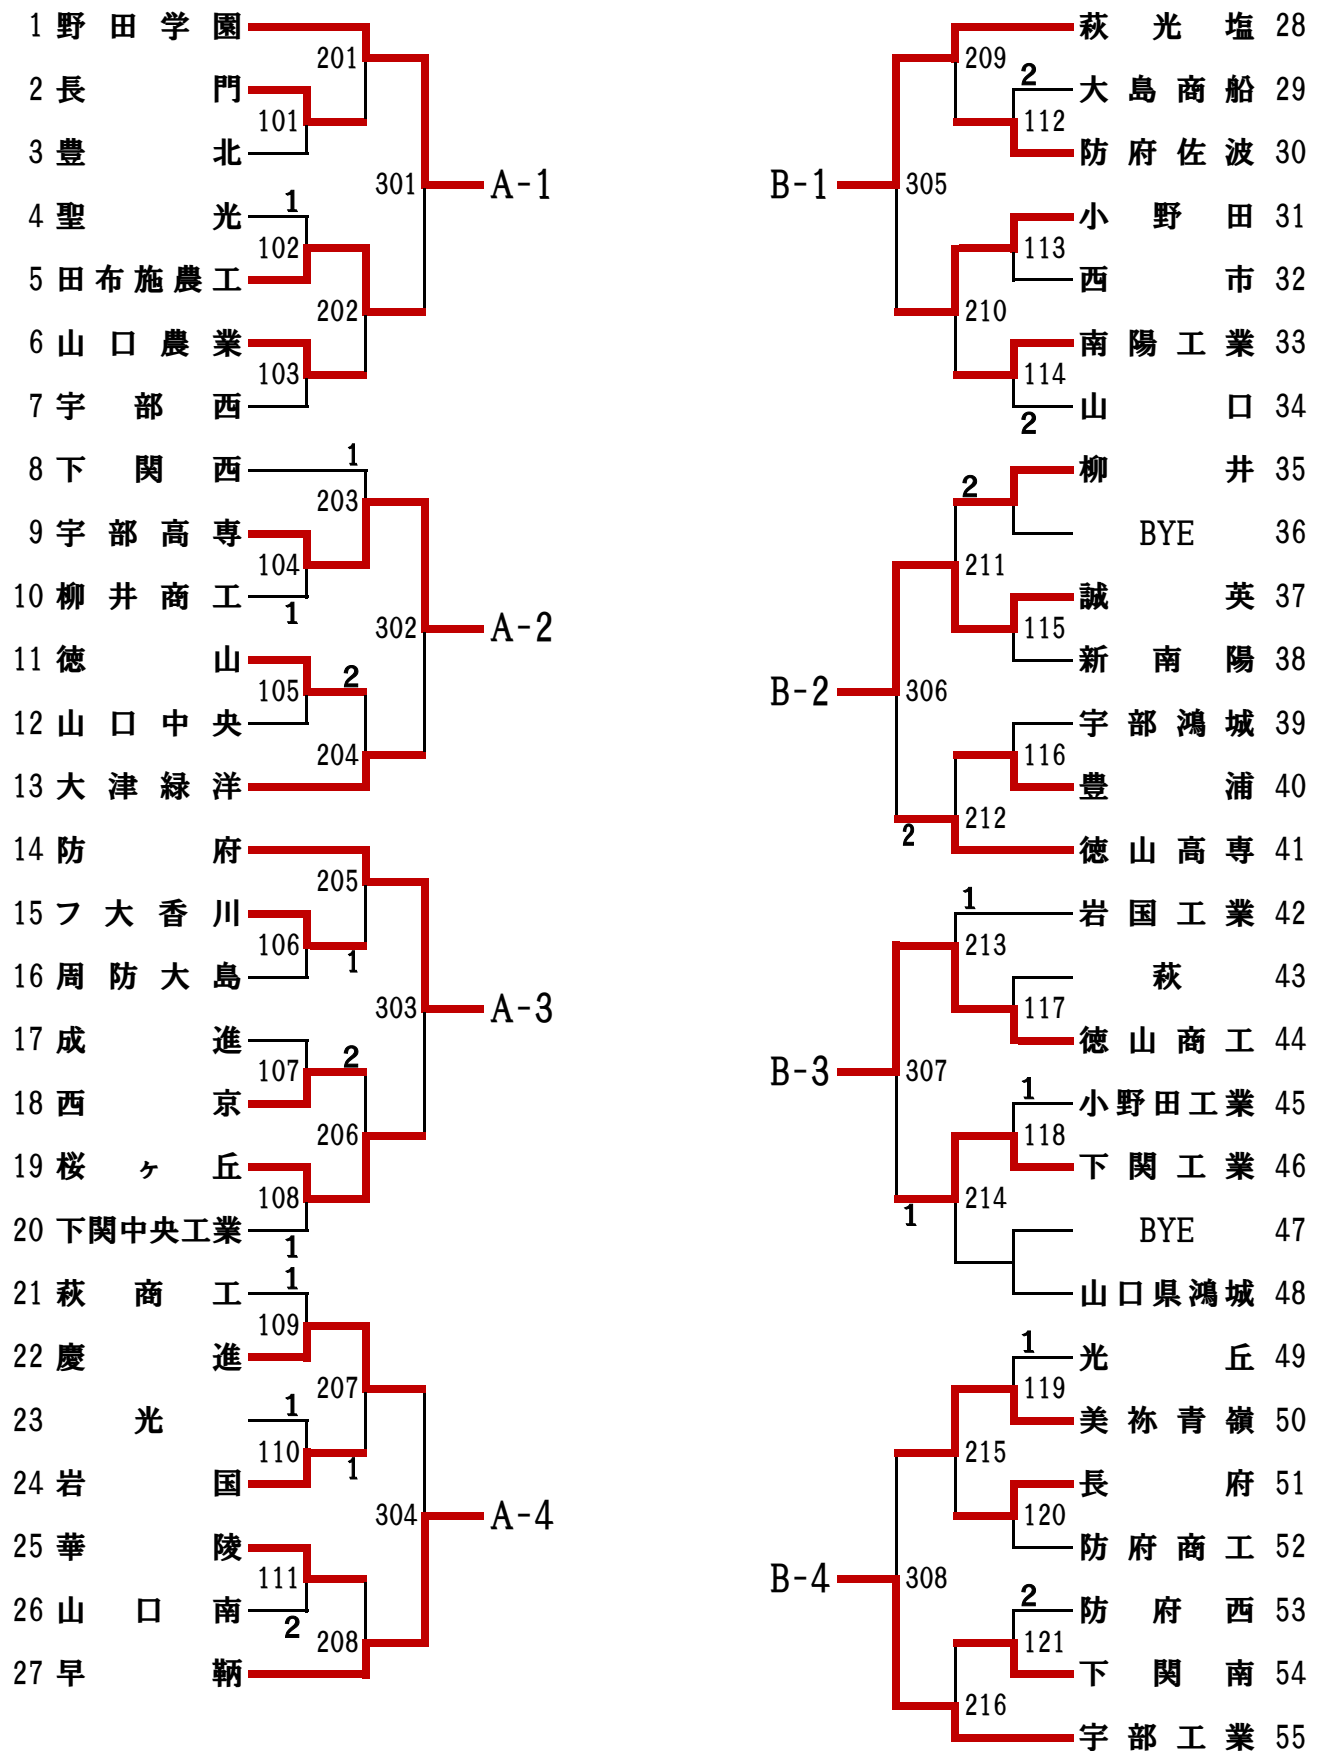 1 野田学園
201
2 長門
101
3 豊北
301 A-1
4 聖光 1
102
5 田布施農工
202
6 山口農業
103
7 宇部西
8 下関西 1
203
9 宇部高専
104
10 柳井商工 1
302 A-2
11 徳山
105 2
12 山口中央
204
13 大津緑洋
14 防府
205
15 フ大香川
106 1
16 周防大島
303 A-3
17 成進
107 2
18 西京
206
19 桜ヶ丘
108
20 下関中央工業 1
21 萩商工 1
109
22 慶進
207
23 光 1
110 1
24 岩国
304 A-4
25 華陵
111
26 山口南 2
208
27 早鞆
萩光塩 28
209
2 大島商船 29
112
防府佐波 30
B-1 305
小野田 31
113
西市 32
210
南陽工業 33
114
2 山口 34
柳井 35
2
BYE 36
211
誠英 37
115
新南陽 38
B-2 306
宇部鴻城 39
116
豊浦 40
2 212
徳山高専 41
1 岩国工業 42
213
萩 43
117
徳山商工 44
B-3 307
1 小野田工業 45
118
下関工業 46
1 214
BYE 47
山口県鴻城 48
1 光丘 49
119
美祢青嶺 50
215
長府 51
120
防府商工 52
B-4 308
2 防府西 53
121
下関南 54
216
宇部工業 55